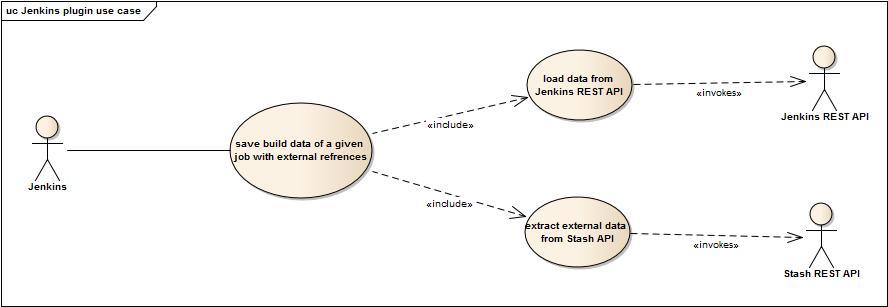 uc Jenkins plugin use case
load data from
Jenkins REST API
«invokes»
Jenkins REST API
«include»
save build data of a given
job with external refrences
Jenkins
«include»
extract external data
from Stash API
«invokes»
Stash REST API